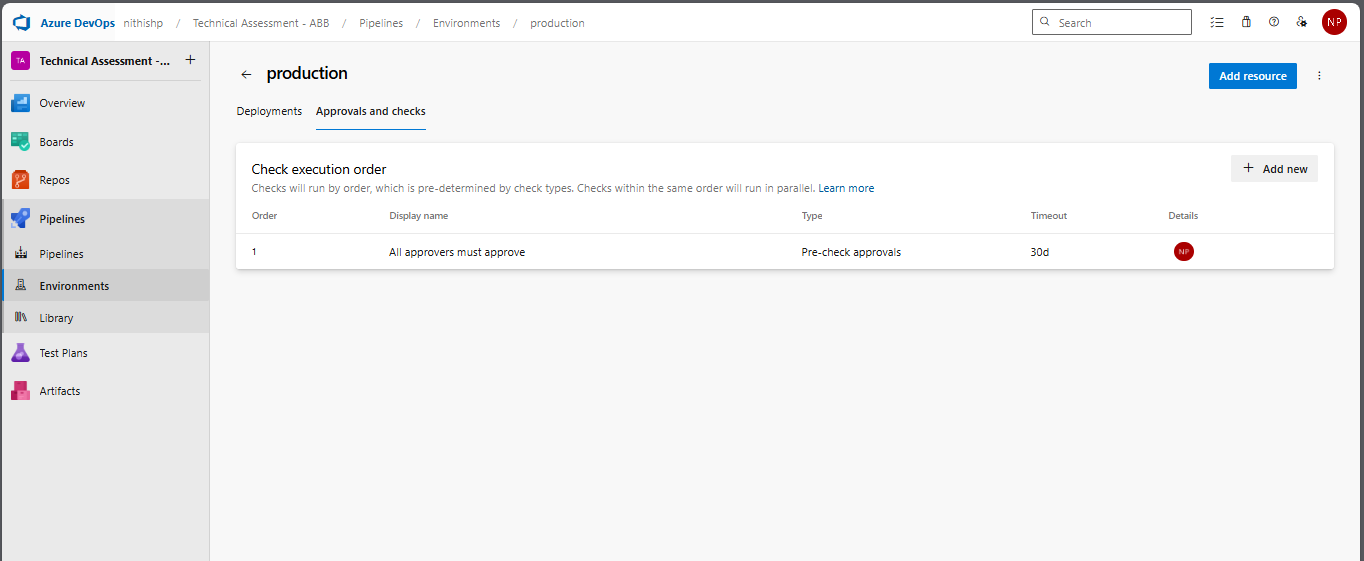 Azure DevOps nithishp / Technical Assessment - ABB / Pipelines / Environments / production Search NP
TA Technical Assessment -... +
Overview
Boards
Repos
Pipelines
Pipelines
Environments
Library
Test Plans
Artifacts
← production Add resource
Deployments Approvals and checks
Check execution order + Add new
Checks will run by order, which is pre-determined by check types. Checks within the same order will run in parallel. Learn more
Order Display name Type Timeout Details
1 All approvers must approve Pre-check approvals 30d NP